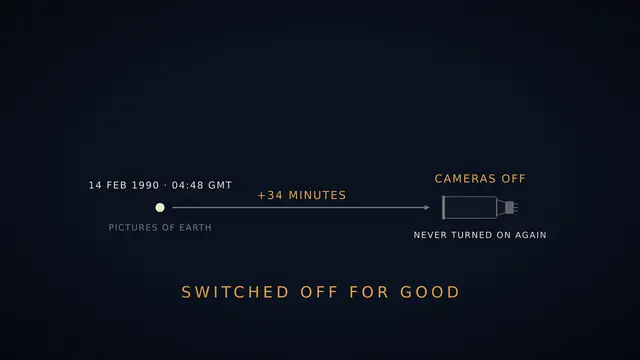 14 FEB 1990 · 04:48 GMT
PICTURES OF EARTH
+34 MINUTES
CAMERAS OFF
NEVER TURNED ON AGAIN
SWITCHED OFF FOR GOOD